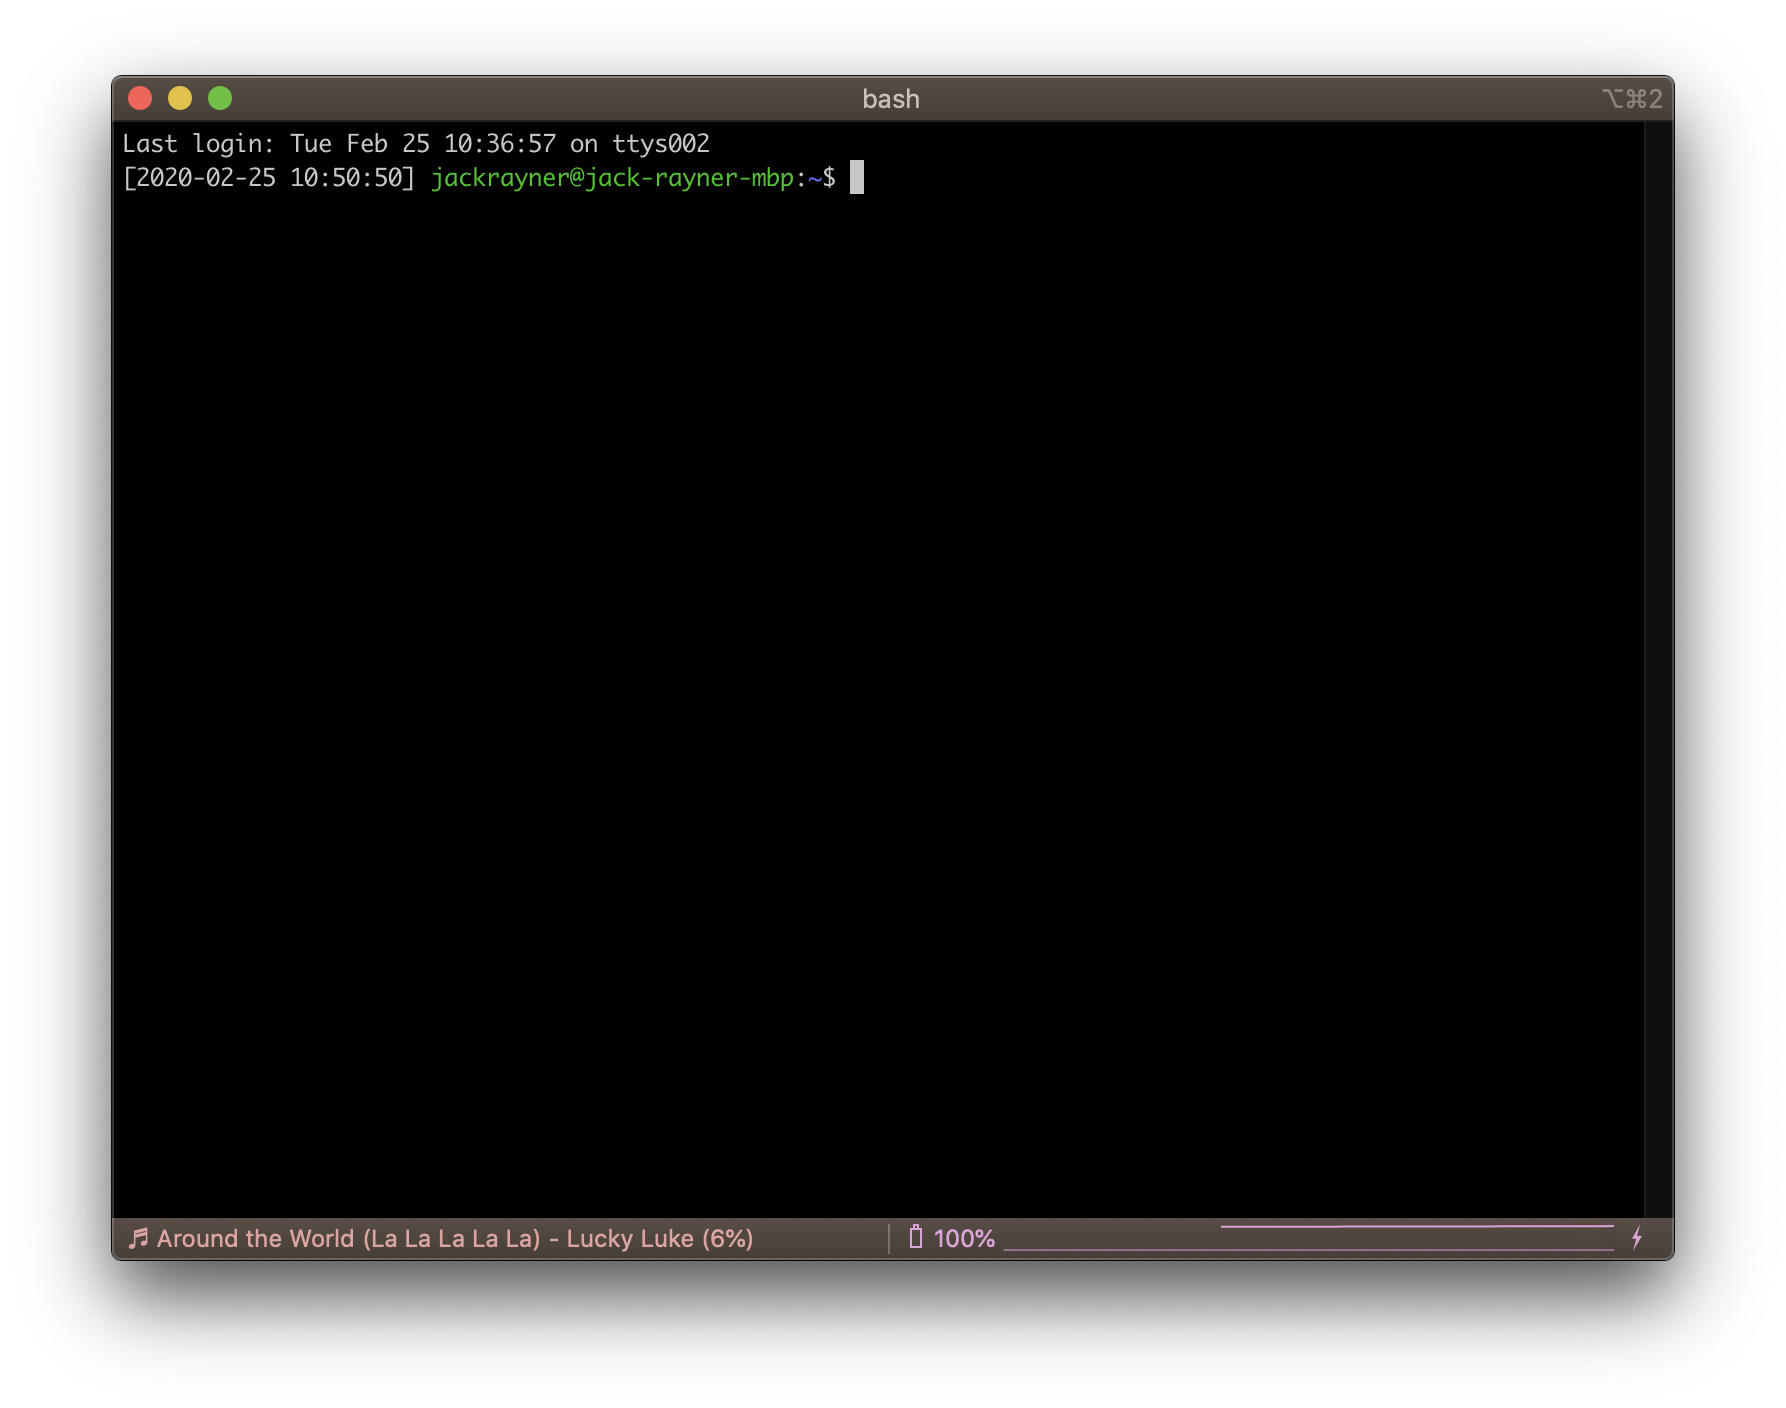 bash
⌥⌘2
Last login: Tue Feb 25 10:36:57 on ttys002
[2020-02-25 10:50:50] jackrayner@jack-rayner-mbp:~$
Around the World (La La La La La) - Lucky Luke (6%)
100%